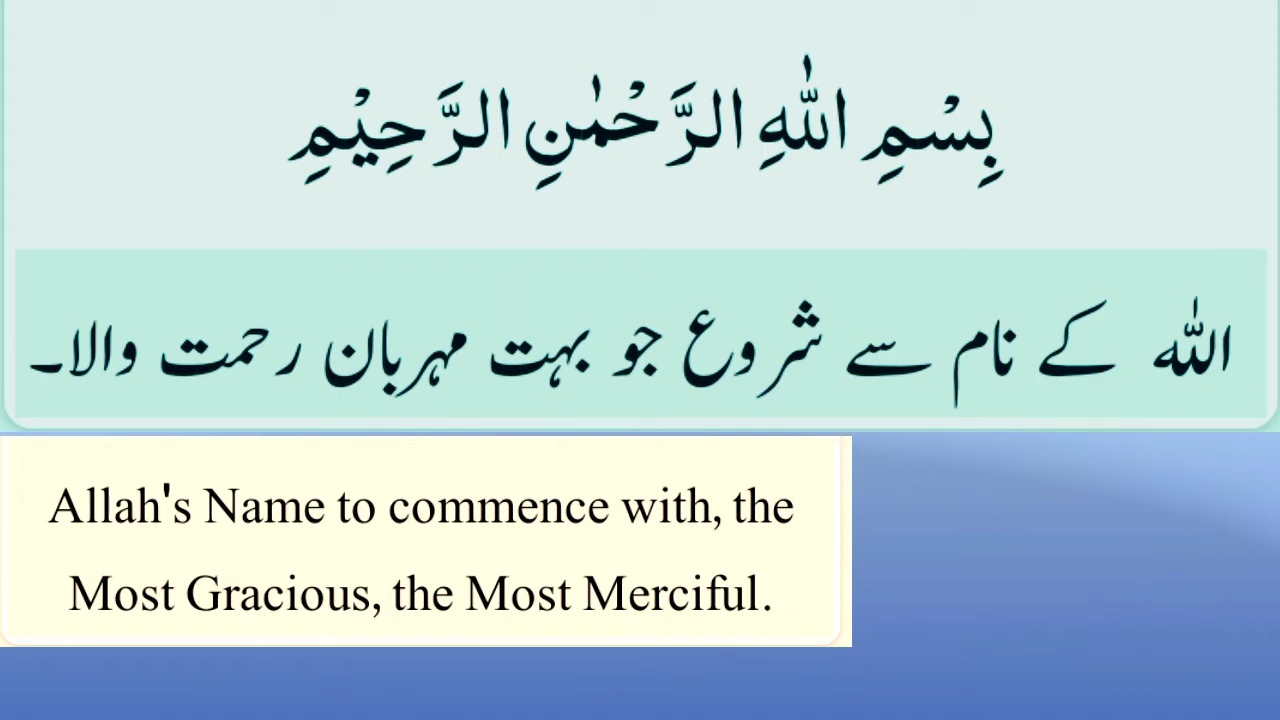 بِسْمِ اللّٰهِ الرَّحْمٰنِ الرَّحِیْمِ
اللّٰہ کے نام سے شروع جو بہت مہربان رحمت والا۔
Allah's Name to commence with, the
Most Gracious, the Most Merciful.